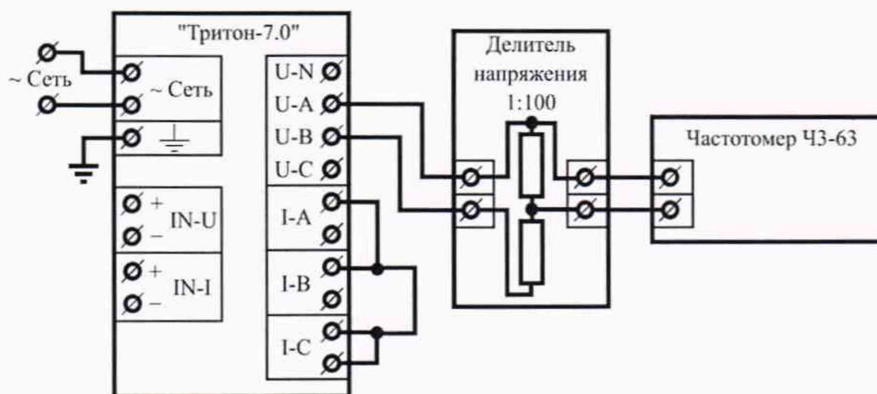 "Тритон-7.0"
~ Сеть
~ Сеть
U-N
U-A
U-B
U-C
+
IN-U
–
+
IN-I
–
I-A
I-B
I-C
Делитель
напряжения
1:100
Частотомер Ч3-63